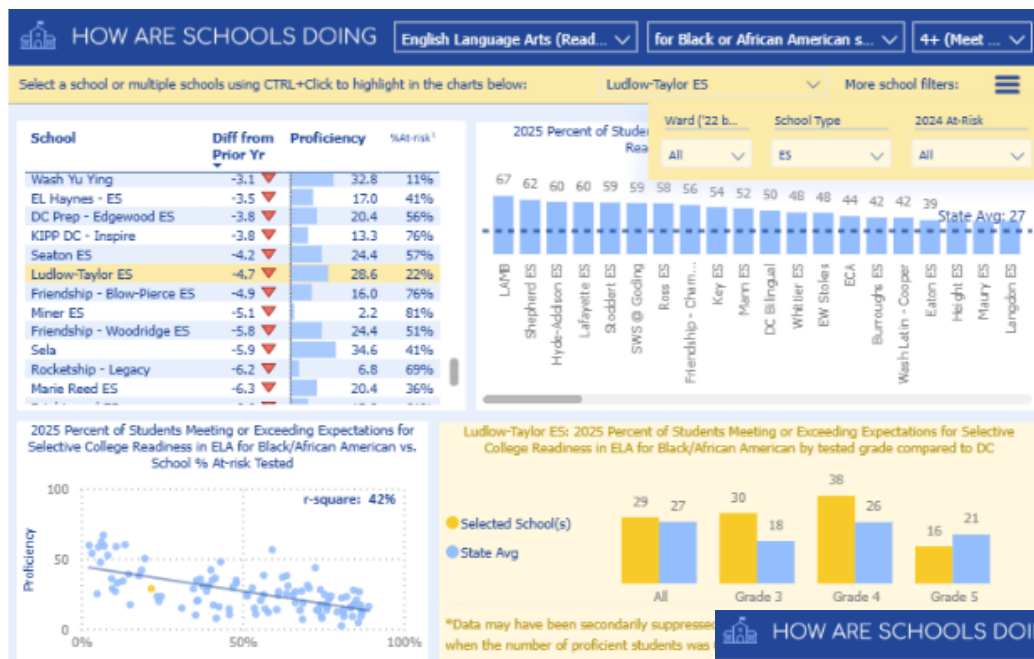 HOW ARE SCHOOLS DOING
English Language Arts (Read...
for Black or African American s...
4+ (Meet ...
Select a school or multiple schools using CTRL+Click to highlight in the charts below:
Ludlow-Taylor ES
More school filters:
Ward ('22 b...
School Type
2024 At-Risk
All
ES
All
School
Diff from Prior Yr
Proficiency
%At-risk¹
Wash Yu Ying -3.1 32.8 11%
EL Haynes - ES -3.5 17.0 41%
DC Prep - Edgewood ES -3.8 20.4 56%
KIPP DC - Inspire -3.8 13.3 76%
Seaton ES -4.2 24.4 57%
Ludlow-Taylor ES -4.7 28.6 22%
Friendship - Blow-Pierce ES -4.9 16.0 76%
Miner ES -5.1 2.2 81%
Friendship - Woodridge ES -5.8 24.4 51%
Sela -5.9 34.6 41%
Rocketship - Legacy -6.2 6.8 69%
Marie Reed ES -6.3 20.4 36%
2025 Percent of Students
Rea
67 62 60 60 59 59 58 56 54 52 50 48 48 44 42 42 39
State Avg: 27
LAMB
Shepherd ES
Hyde-Addison ES
Lafayette ES
Stoddert ES
SWS @ Goding
Ross ES
Friendship - Cham...
Key ES
Mann ES
DC Bilingual
Whittier ES
EW Stokes
ECA
Burroughs ES
Wash Latin - Cooper
Eaton ES
Height ES
Maury ES
Langdon ES
2025 Percent of Students Meeting or Exceeding Expectations for
Selective College Readiness in ELA for Black/African American vs.
School % At-risk Tested
r-square: 42%
Proficiency
100
50
0
0% 50% 100%
Ludlow-Taylor ES: 2025 Percent of Students Meeting or Exceeding Expectations for Selective
College Readiness in ELA for Black/African American by tested grade compared to DC
Selected School(s)
State Avg
29 27 30 18 38 26 16 21
All Grade 3 Grade 4 Grade 5
*Data may have been secondarily suppressed
when the number of proficient students was
HOW ARE SCHOOLS DOI